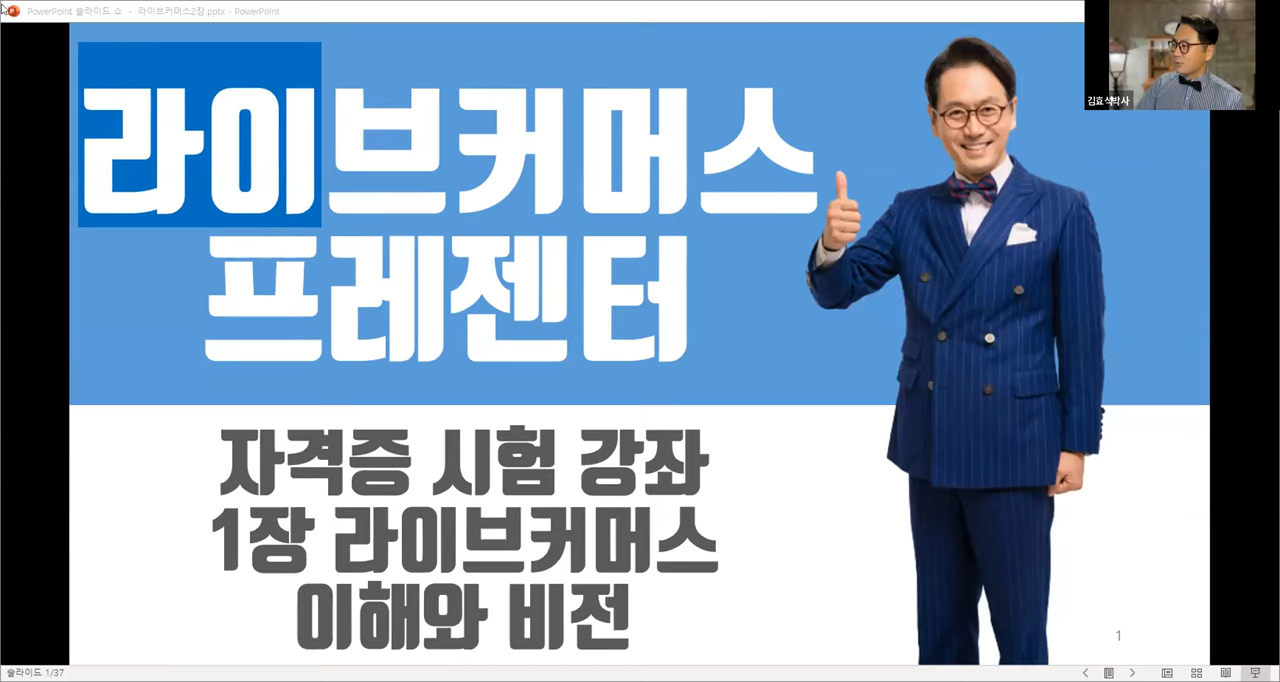 PowerPoint 슬라이드 쇼 - 라이브커머스2장.pptx - PowerPoint
김효석박사
라이브커머스
프레젠터
자격증 시험 강좌
1장 라이브커머스
이해와 비전
1
슬라이드 1/37